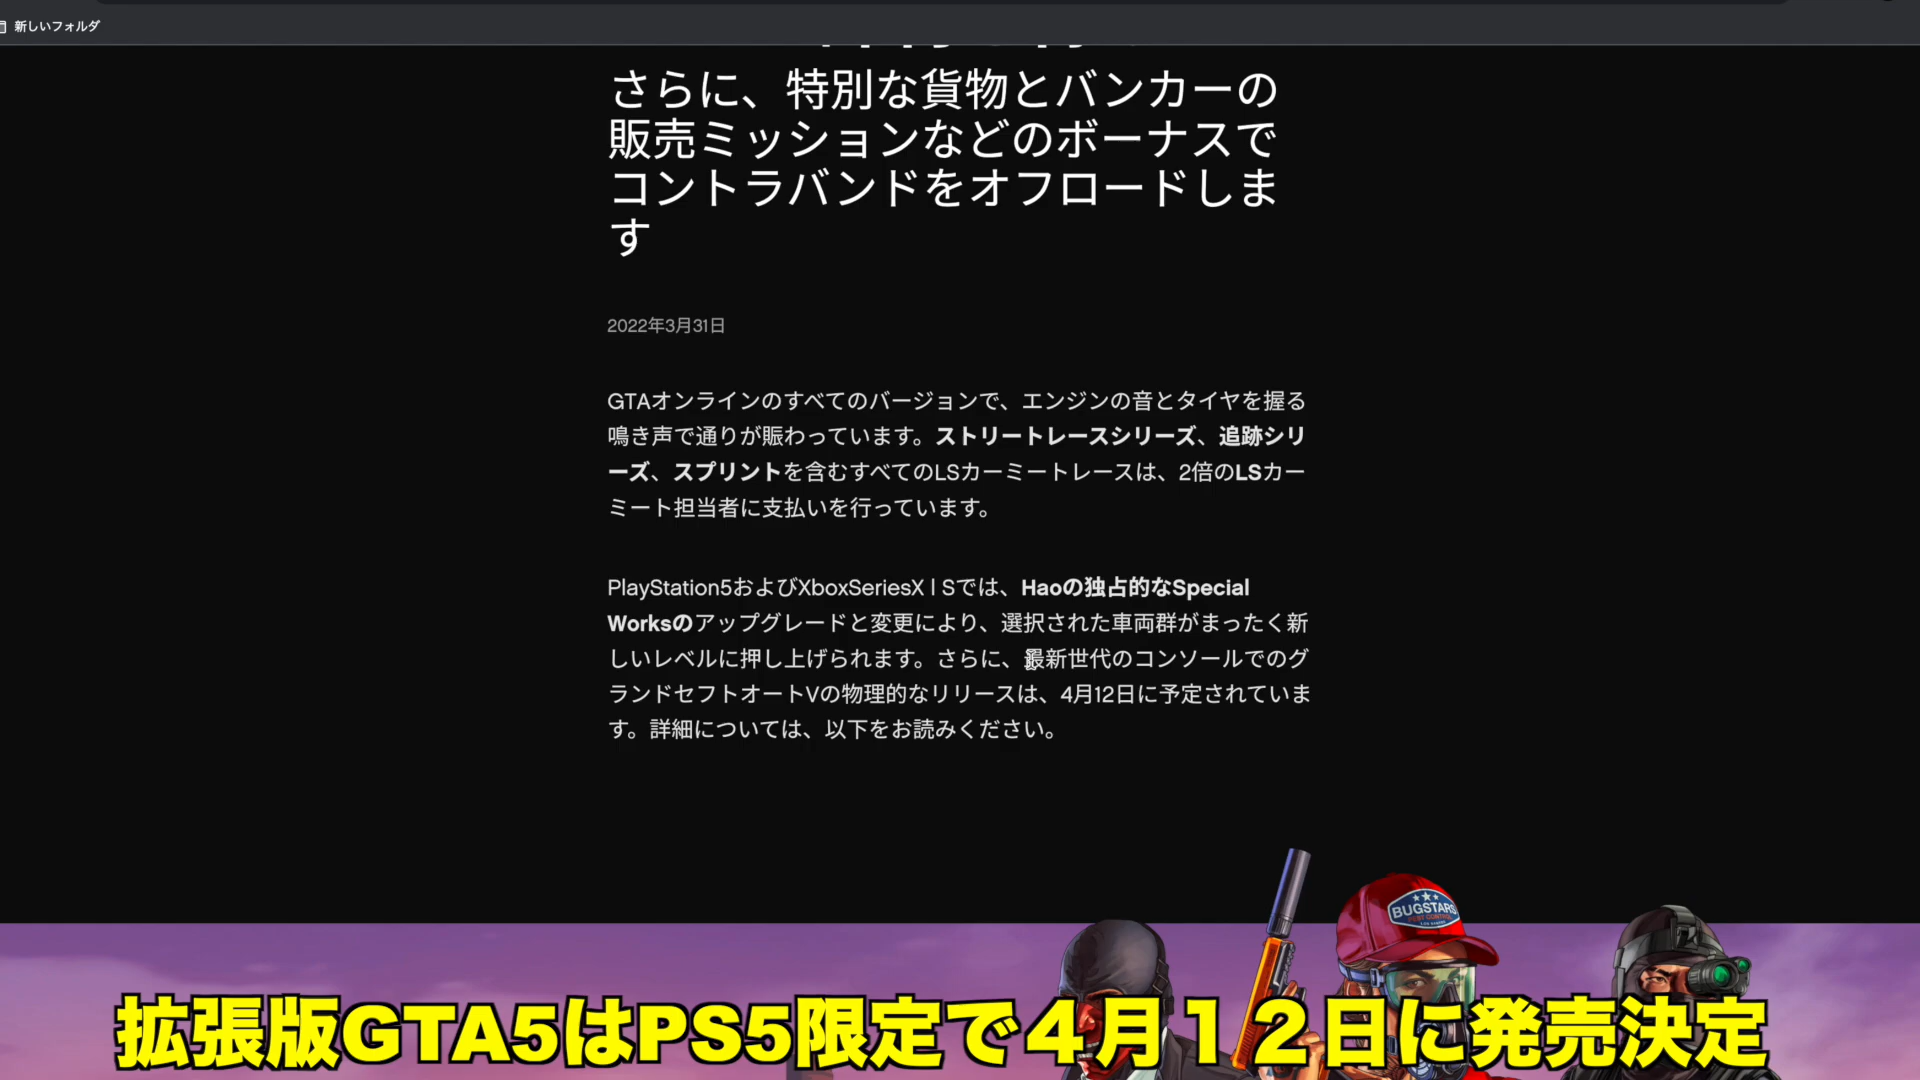 新しいフォルダ
さらに、特別な貨物とバンカーの
販売ミッションなどのボーナスで
コントラバンドをオフロードしま
す
2022年3月31日
GTAオンラインのすべてのバージョンで、エンジンの音とタイヤを握る
鳴き声で通りが賑わっています。ストリートレースシリーズ、追跡シリ
ーズ、スプリントを含むすべてのLSカーミートレースは、2倍のLSカー
ミート担当者に支払いを行っています。
PlayStation5およびXboxSeriesX | Sでは、Haoの独占的なSpecial
Worksのアップグレードと変更により、選択された車両群がまったく新
しいレベルに押し上げられます。さらに、最新世代のコンソールでのグ
ランドセフトオートVの物理的なリリースは、4月12日に予定されていま
す。詳細については、以下をお読みください。
BUGSTARS
PEST CONTROL
拡張版GTA5はPS5限定で４月１２日に発売決定